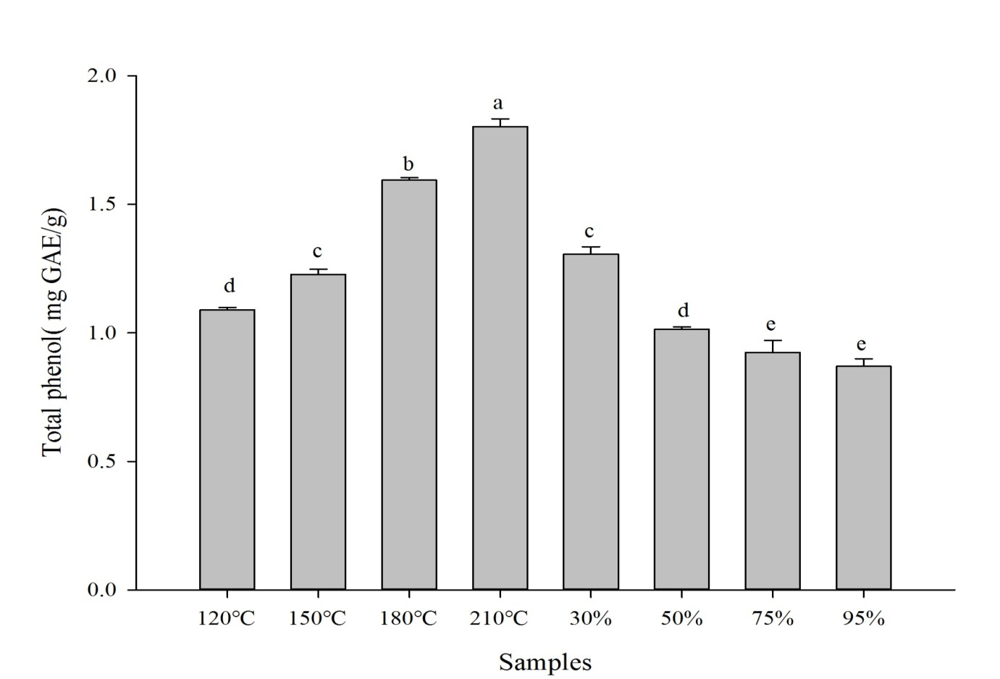 2.0
1.5
1.0
0.5
0.0
Total phenol( mg GAE/g)
d
c
b
a
c
d
e
e
120℃ 150℃ 180℃ 210℃ 30% 50% 75% 95%
Samples